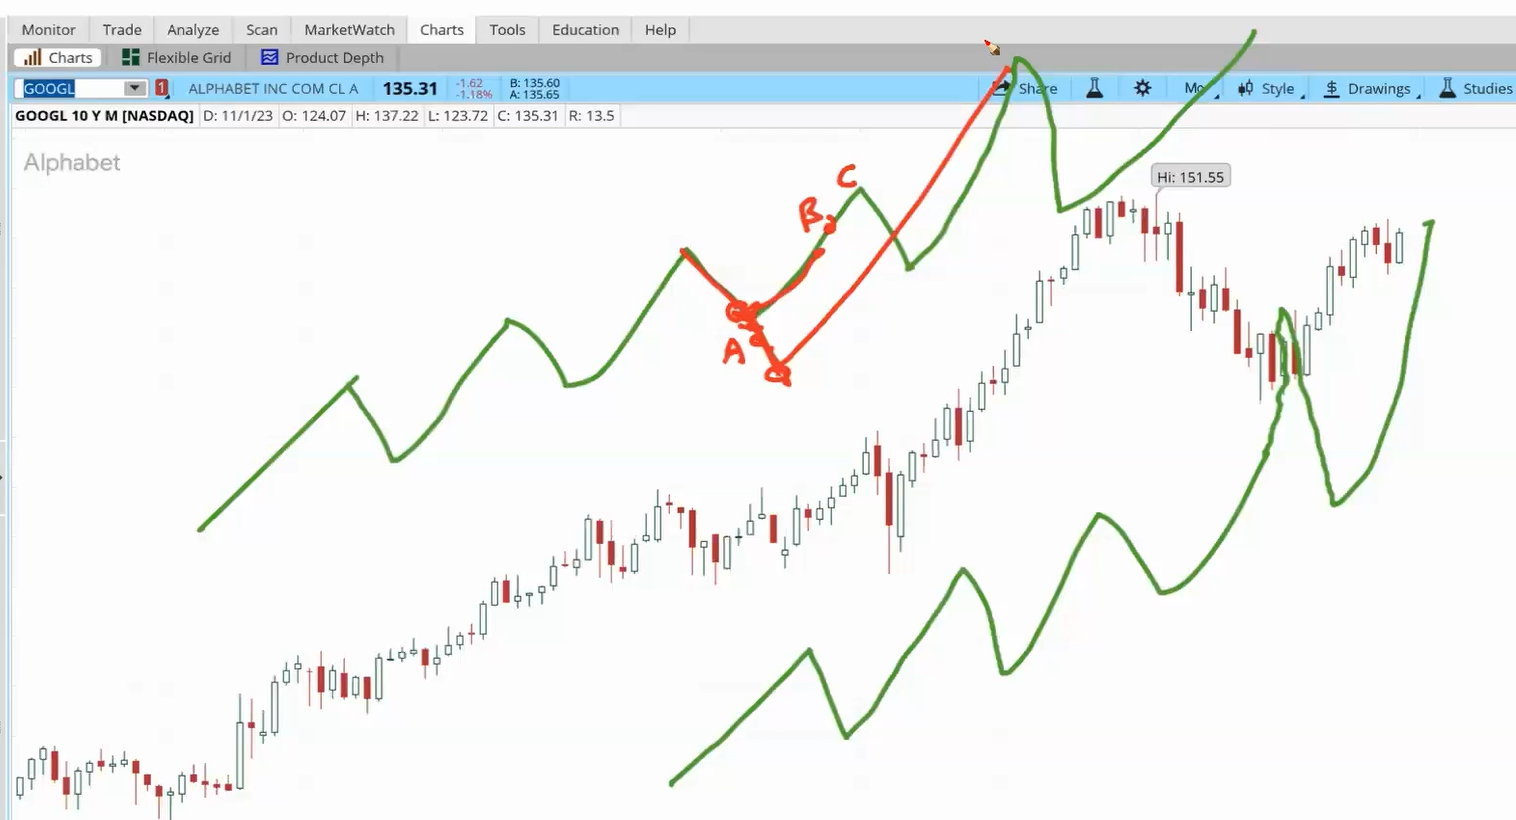 Monitor Trade Analyze Scan MarketWatch Charts Tools Education Help
Charts Flexible Grid Product Depth
GOOGL 1 ALPHABET INC COM CL A 135.31 -1.62 B: 135.60 Share Mo Style $ Drawings Studies
-1.18% A: 135.65
GOOGL 10 Y M [NASDAQ] D: 11/1/23 O: 124.07 H: 137.22 L: 123.72 C: 135.31 R: 13.5
Alphabet
C
Hi: 151.55
B
A